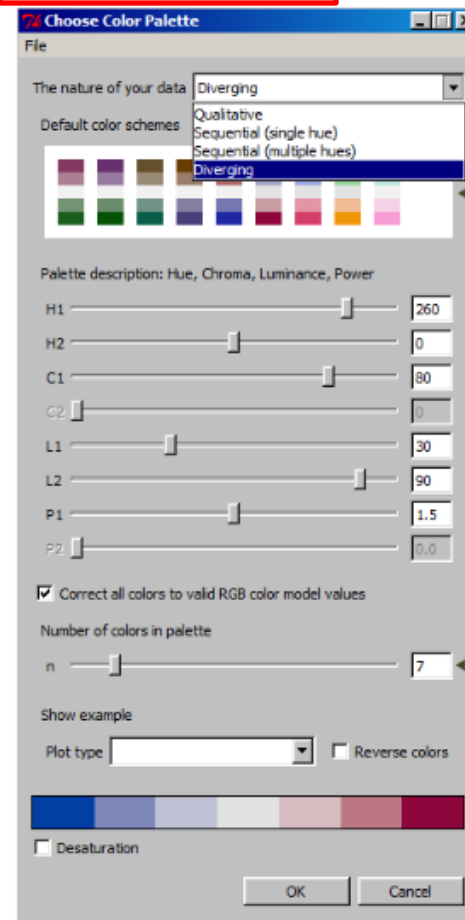 Choose Color Palette
File
The nature of your data Diverging
Qualitative
Default color schemes Sequential (single hue)
Sequential (multiple hues)
Diverging
Palette description: Hue, Chroma, Luminance, Power
H1 260
H2 0
C1 80
C2 0
L1 30
L2 90
P1 1.5
P2 0.0
Correct all colors to valid RGB color model values
Number of colors in palette
n 7
Show example
Plot type Reverse colors
Desaturation
OK Cancel